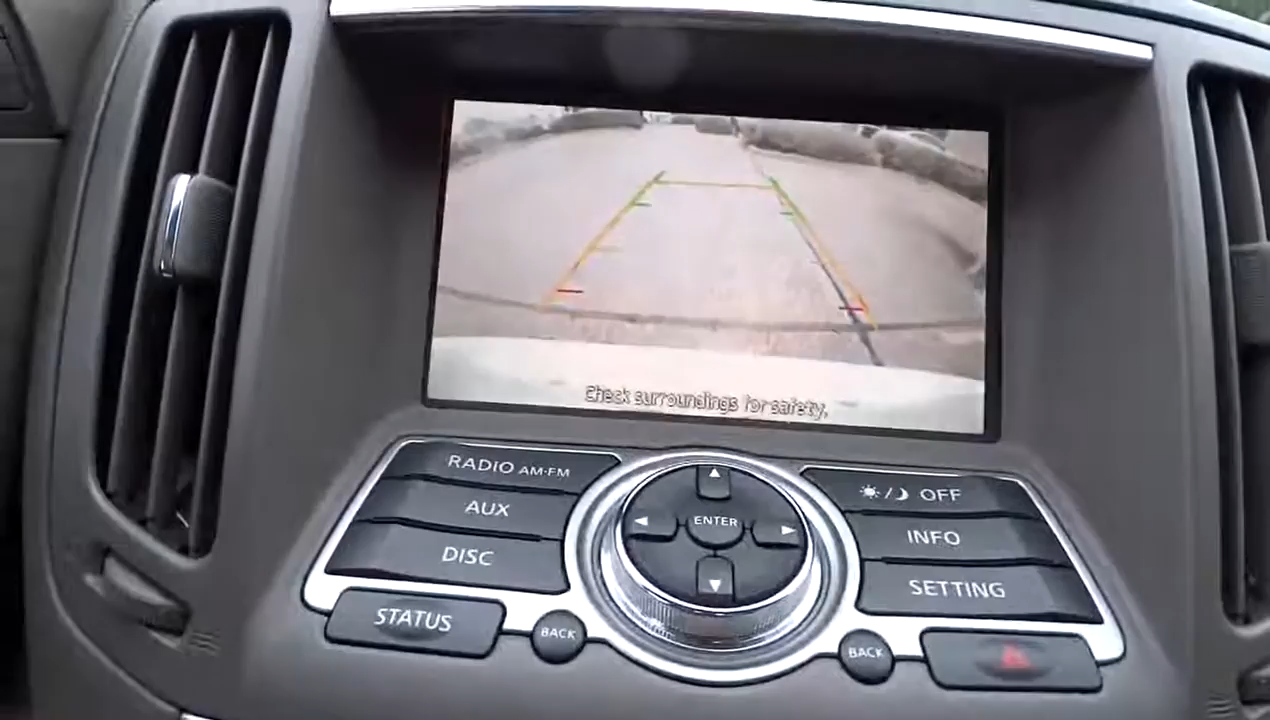 Check surroundings for safety.
RADIO AM·FM
AUX
DISC
STATUS
BACK
ENTER
OFF
INFO
SETTING
BACK